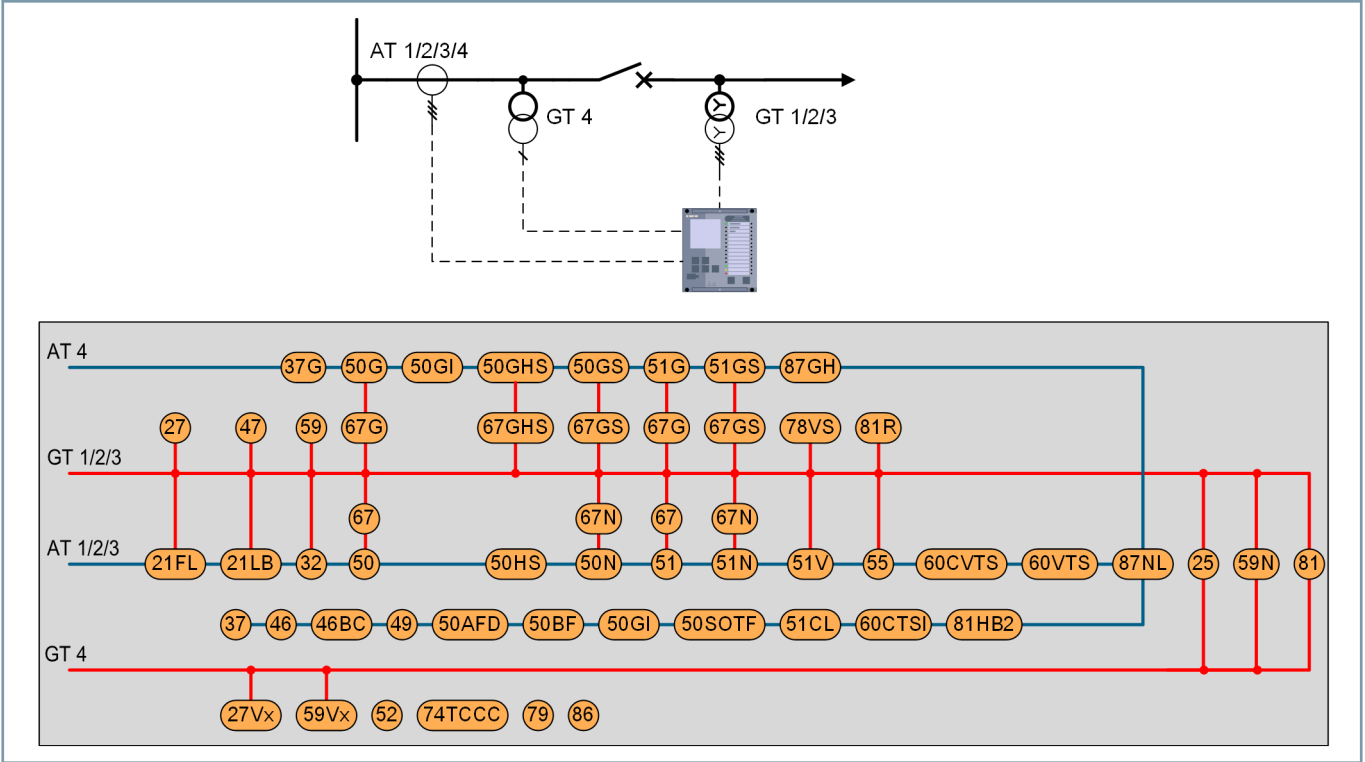 AT 1/2/3/4
GT 4
GT 1/2/3
AT 4
37G 50G 50GI 50GHS 50GS 51G 51GS 87GH
27 47 59 67G 67GHS 67GS 67G 67GS 78VS 81R
GT 1/2/3
67 67N 67 67N
AT 1/2/3
21FL 21LB 32 50 50HS 50N 51 51N 51V 55 60CVTS 60VTS 87NL 25 59N 81
37 46 46BC 49 50AFD 50BF 50GI 50SOTF 51CL 60CTSI 81HB2
GT 4
27Vx 59Vx 52 74TCCC 79 86